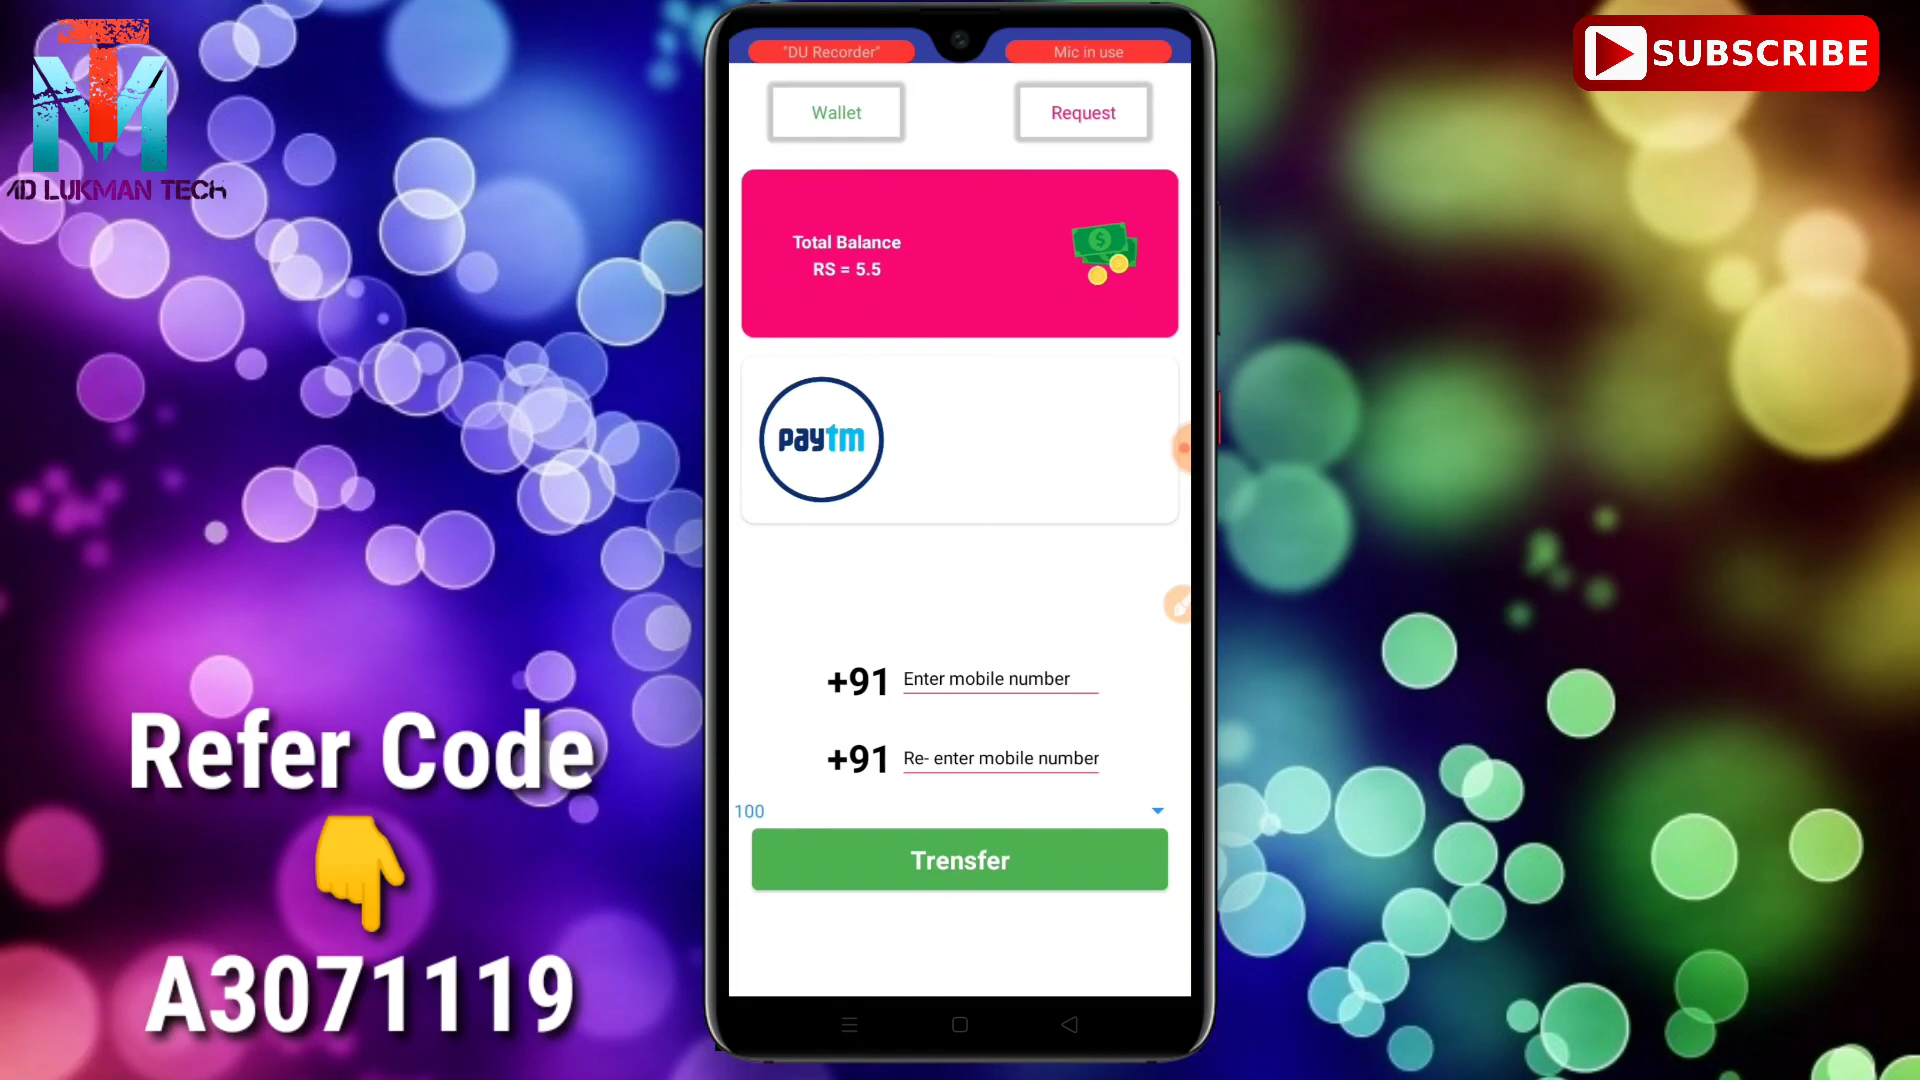 MT
MD LUKMAN TECH
SUBSCRIBE
"DU Recorder"
Mic in use
Wallet
Request
Total Balance
RS = 5.5
paytm
+91 Enter mobile number
+91 Re- enter mobile number
100
Trensfer
Refer Code
A3071119